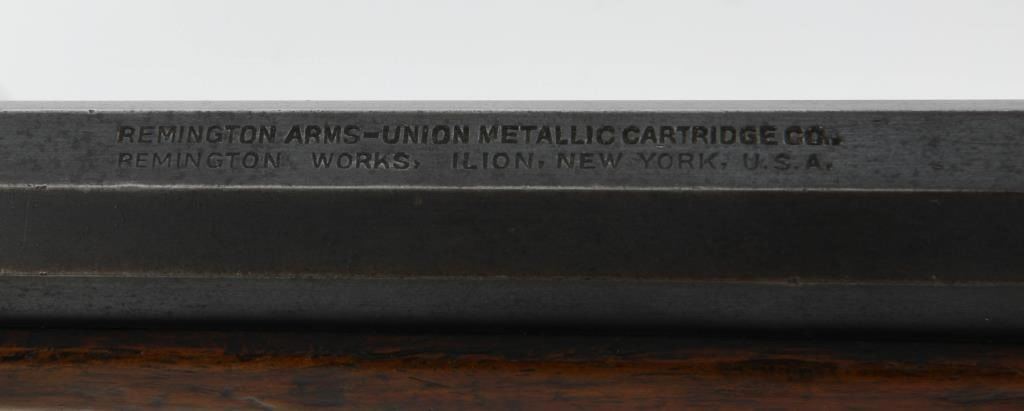 REMINGTON ARMS-UNION METALLIC CARTRIDGE CO.,
REMINGTON WORKS, ILION, NEW YORK, U.S.A.